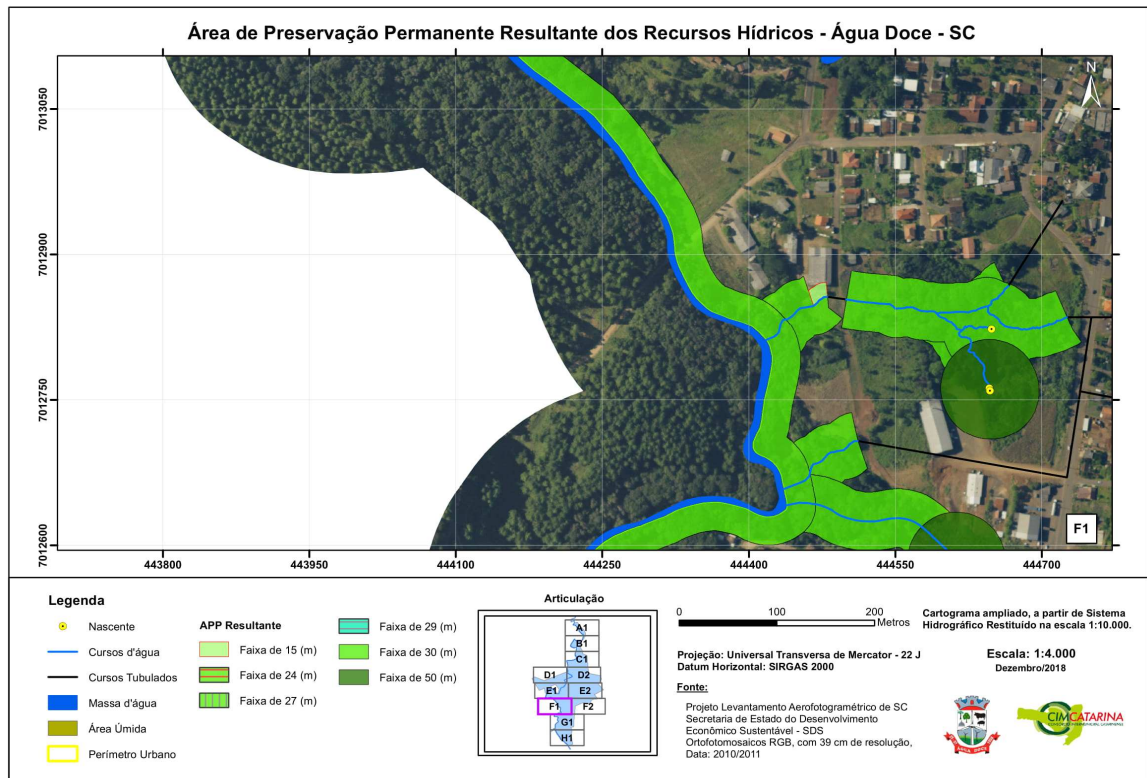 Área de Preservação Permanente Resultante dos Recursos Hídricos - Água Doce - SC
N
7013050
7012900
7012750
7012600
443800
443950
444100
444250
444400
444550
444700
F1
Legenda
Nascente
Cursos d'água
Cursos Tubulados
Massa d'água
Área Úmida
Perímetro Urbano
APP Resultante
Faixa de 15 (m)
Faixa de 24 (m)
Faixa de 27 (m)
Faixa de 29 (m)
Faixa de 30 (m)
Faixa de 50 (m)
Articulação
A1
B1
C1
D1 D2
E1 E2
F1 F2
G1
H1
0 100 200
Metros
Projeção: Universal Transversa de Mercator - 22 J
Datum Horizontal: SIRGAS 2000
Fonte:
Projeto Levantamento Aerofotogramétrico de SC
Secretaria de Estado do Desenvolvimento
Econômico Sustentável - SDS
Ortofotomosaicos RGB, com 39 cm de resolução,
Data: 2010/2011
Cartograma ampliado, a partir de Sistema
Hidrográfico Restituído na escala 1:10.000.
Escala: 1:4.000
Dezembro/2018
CIMCATARINA